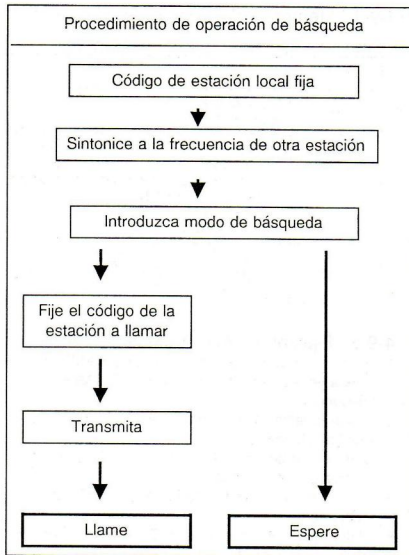 Procedimiento de operación de básqueda
Código de estación local fija
Sintonice a la frecuencia de otra estación
Introduzca modo de básqueda
Fije el código de la
estación a llamar
Transmita
Llame
Espere